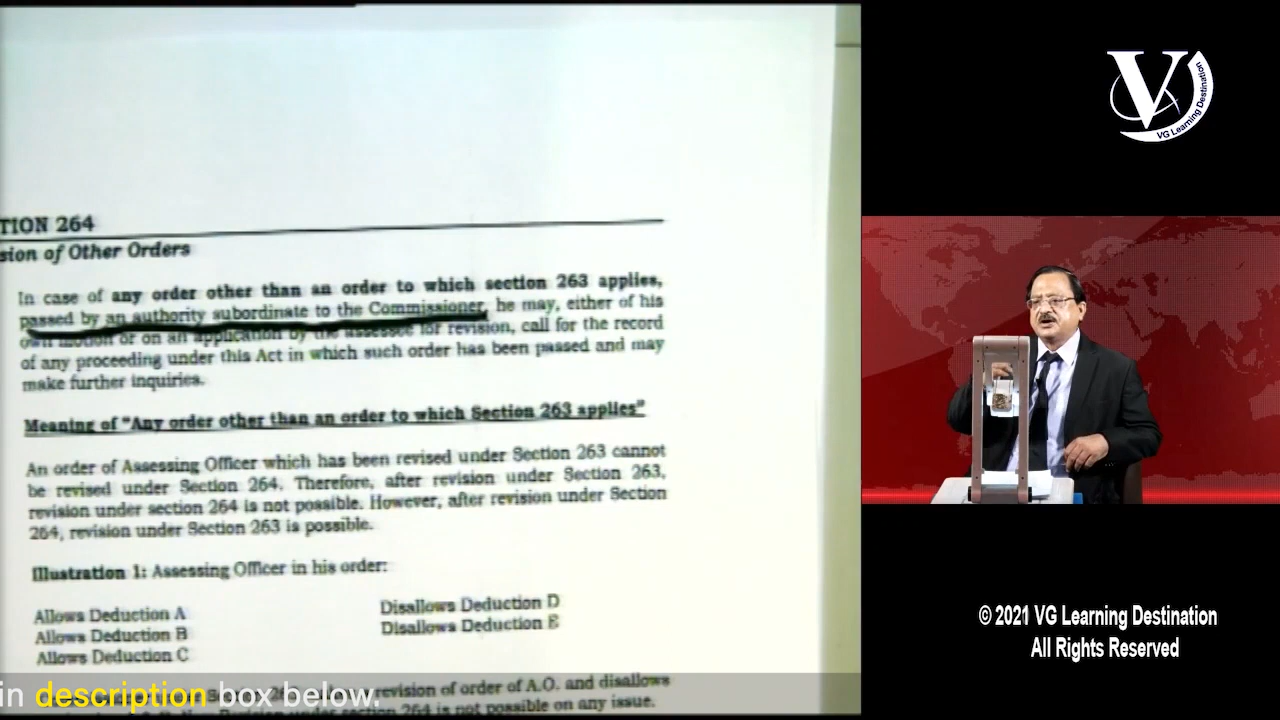 TION 264
sion of Other Orders
In case of any order other than an order to which section 263 applies,
passed by an authority subordinate to the Commissioner, he may, either of his
own motion or on an application by the assessee for revision, call for the record
of any proceeding under this Act in which such order has been passed and may
make further inquiries.
Meaning of "Any order other than an order to which Section 263 applies"
An order of Assessing Officer which has been revised under Section 263 cannot
be revised under Section 264. Therefore, after revision under Section 263,
revision under section 264 is not possible. However, after revision under Section
264, revision under Section 263 is possible.
Illustration 1: Assessing Officer in his order:
Allows Deduction A
Allows Deduction B
Allows Deduction C
Disallows Deduction D
Disallows Deduction E
revision of order of A.O. and disallows
Revision under section 264 is not possible on any issue.
in description box below.
V
VG Learning Destination
© 2021 VG Learning Destination
All Rights Reserved